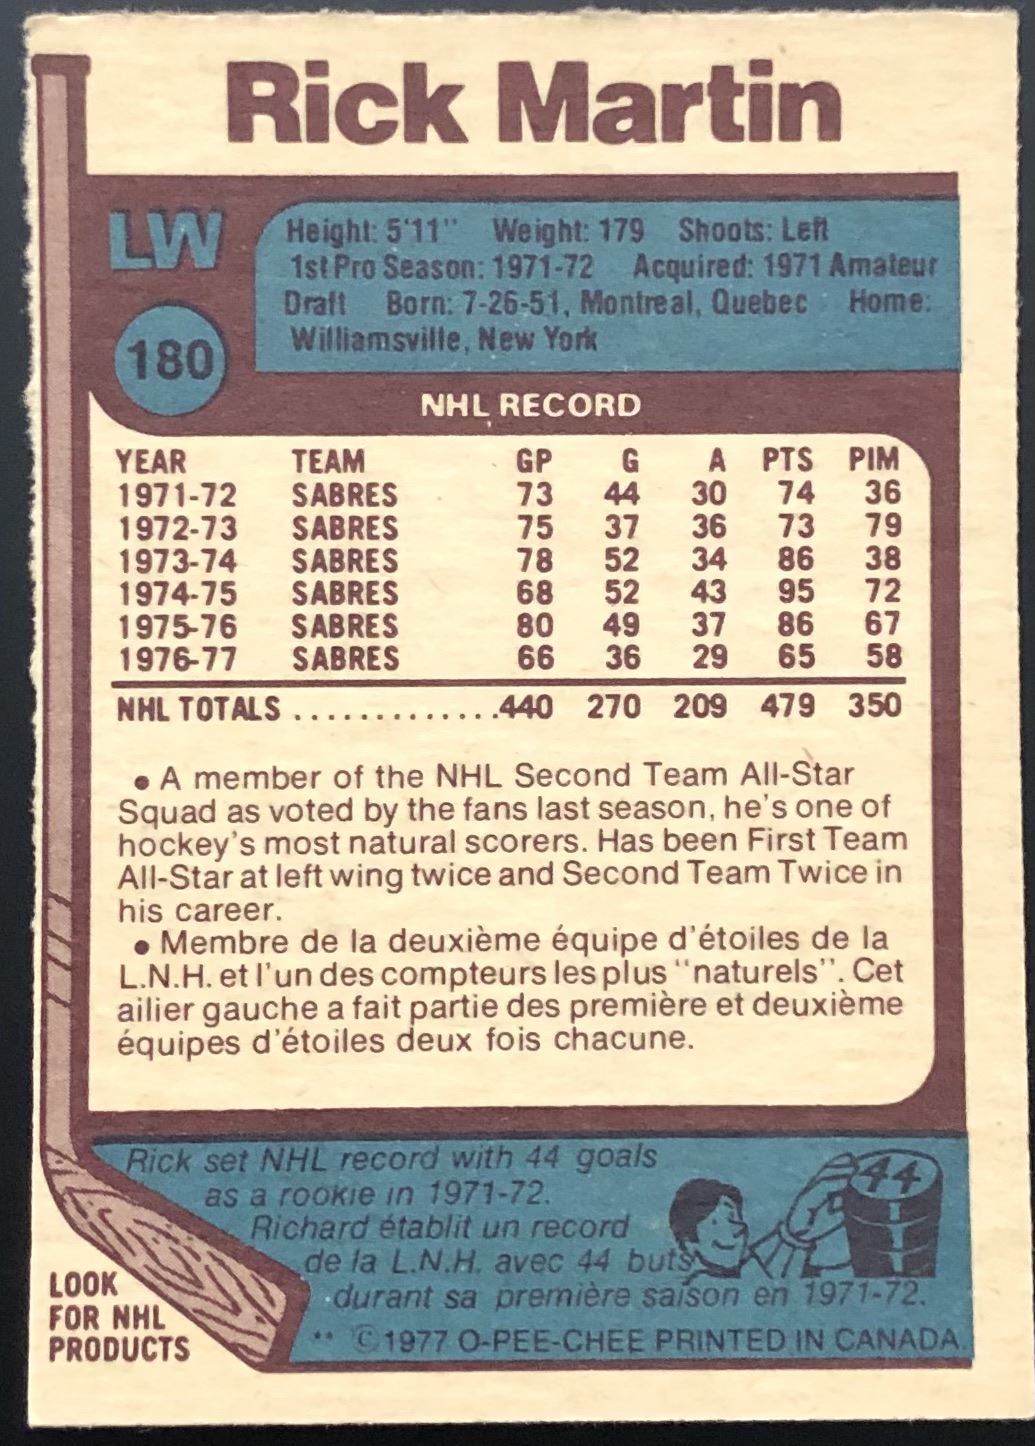 Rick Martin
LW
180
Height: 5'11" Weight: 179 Shoots: Left
1st Pro Season: 1971-72 Acquired: 1971 Amateur
Draft Born: 7-26-51, Montreal, Quebec Home:
Williamsville, New York
NHL RECORD
YEAR TEAM GP G A PTS PIM
1971-72 SABRES 73 44 30 74 36
1972-73 SABRES 75 37 36 73 79
1973-74 SABRES 78 52 34 86 38
1974-75 SABRES 68 52 43 95 72
1975-76 SABRES 80 49 37 86 67
1976-77 SABRES 66 36 29 65 58
NHL TOTALS .............440 270 209 479 350
• A member of the NHL Second Team All-Star
Squad as voted by the fans last season, he's one of
hockey's most natural scorers. Has been First Team
All-Star at left wing twice and Second Team Twice in
his career.
• Membre de la deuxième équipe d'étoiles de la
L.N.H. et l'un des compteurs les plus "naturels". Cet
ailier gauche a fait partie des première et deuxième
équipes d'étoiles deux fois chacune.
Rick set NHL record with 44 goals
as a rookie in 1971-72.
Richard établit un record
de la L.N.H. avec 44 buts
durant sa première saison en 1971-72.
44
LOOK
FOR NHL
PRODUCTS
** © 1977 O-PEE-CHEE PRINTED IN CANADA